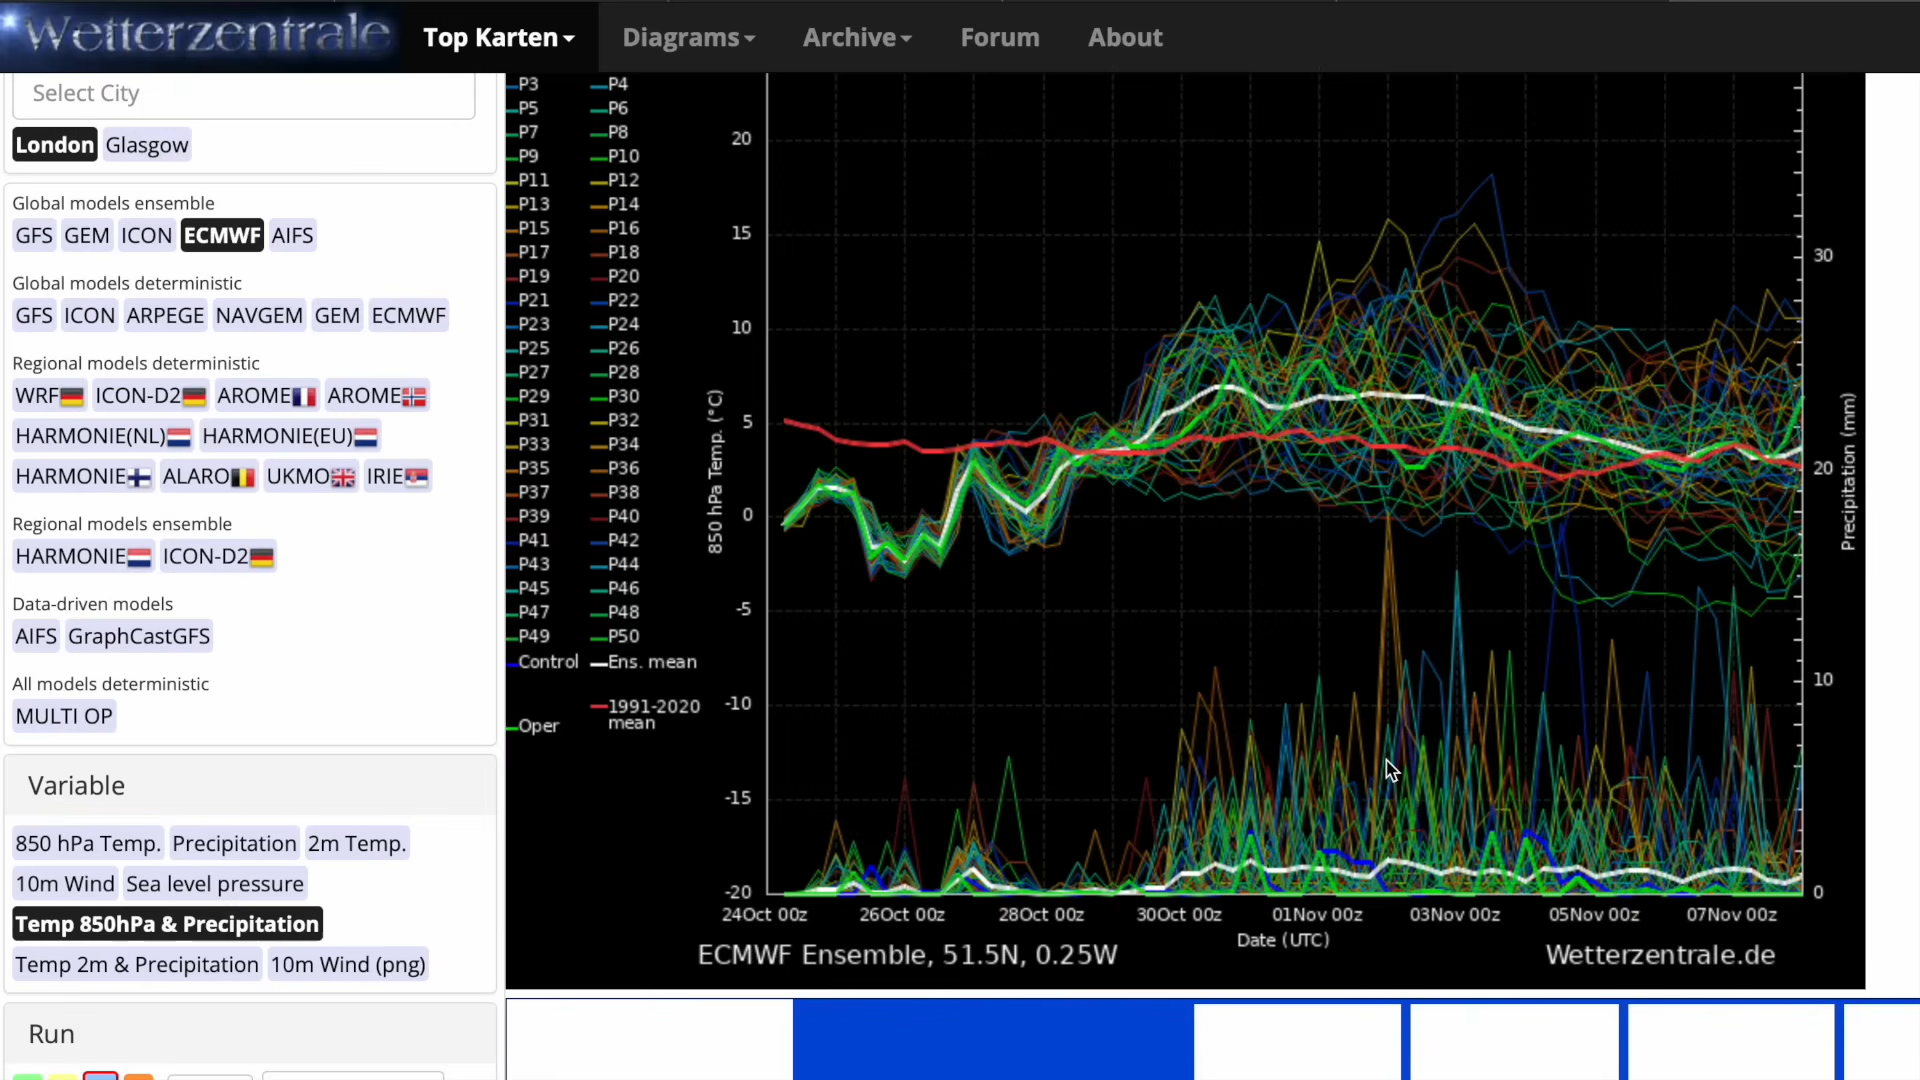 Wetterzentrale
Top Karten
Diagrams
Archive
Forum
About
Select City
London
Glasgow
Global models ensemble
GFS GEM ICON ECMWF AIFS
Global models deterministic
GFS ICON ARPEGE NAVGEM GEM ECMWF
Regional models deterministic
WRF ICON-D2 AROME AROME
HARMONIE(NL) HARMONIE(EU)
HARMONIE ALARO UKMO IRIE
Regional models ensemble
HARMONIE ICON-D2
Data-driven models
AIFS GraphCastGFS
All models deterministic
MULTI OP
Variable
850 hPa Temp. Precipitation 2m Temp.
10m Wind Sea level pressure
Temp 850hPa & Precipitation
Temp 2m & Precipitation 10m Wind (png)
Run
P3 P4
P5 P6
P7 P8
P9 P10
P11 P12
P13 P14
P15 P16
P17 P18
P19 P20
P21 P22
P23 P24
P25 P26
P27 P28
P29 P30
P31 P32
P33 P34
P35 P36
P37 P38
P39 P40
P41 P42
P43 P44
P45 P46
P47 P48
P49 P50
Control Ens. mean
1991-2020
mean
Oper
850 hPa Temp. (°C)
20
15
10
5
0
-5
-10
-15
-20
30
20
10
0
Precipitation (mm)
24Oct 00z 26Oct 00z 28Oct 00z 30Oct 00z 01Nov 00z 03Nov 00z 05Nov 00z 07Nov 00z
Date (UTC)
ECMWF Ensemble, 51.5N, 0.25W
Wetterzentrale.de